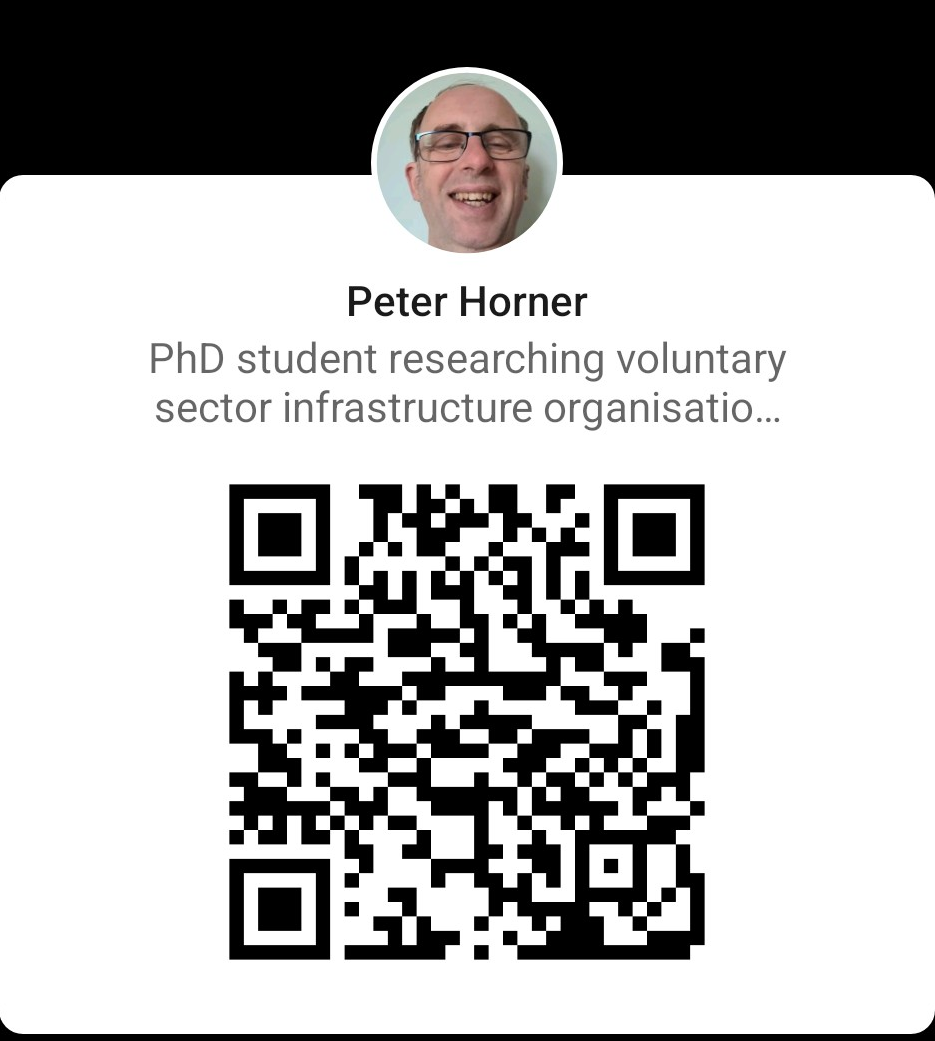 Peter Horner
PhD student researching voluntary
sector infrastructure organisatio...